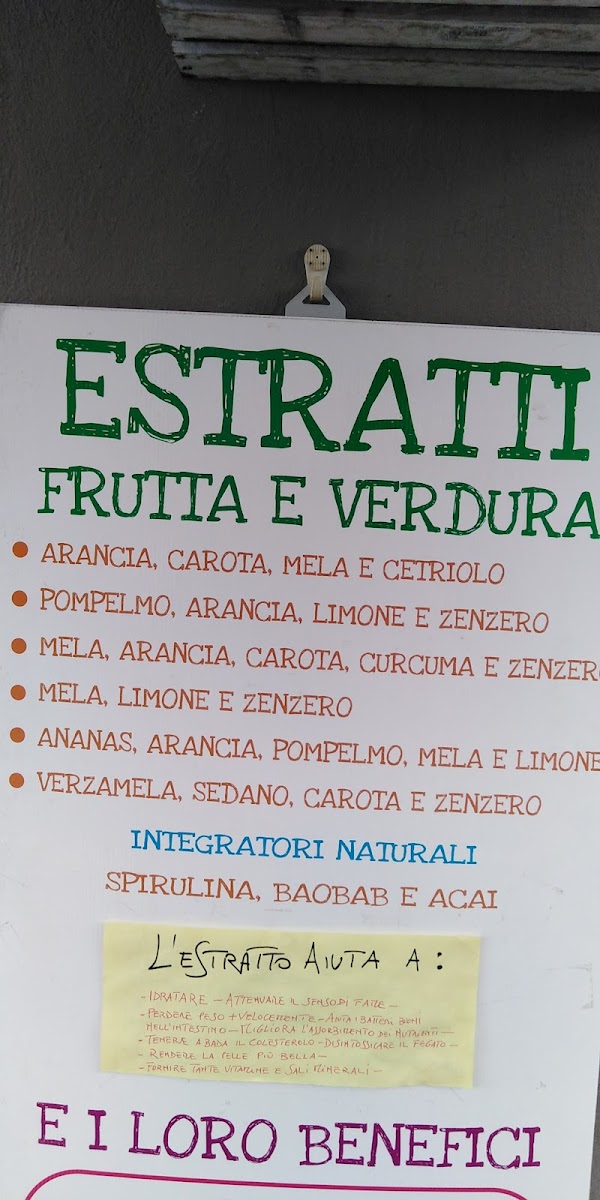 ESTRATTI
FRUTTA E VERDURA
● ARANCIA, CAROTA, MELA E CETRIOLO
● POMPELMO, ARANCIA, LIMONE E ZENZERO
● MELA, ARANCIA, CAROTA, CURCUMA E ZENZERO
● MELA, LIMONE E ZENZERO
● ANANAS, ARANCIA, POMPELMO, MELA E LIMONE
● VERZAMELA, SEDANO, CAROTA E ZENZERO
INTEGRATORI NATURALI
SPIRULINA, BAOBAB E ACAI
L'ESTRATTO AIUTA A:
- IDRATARE - ATTENUARE IL SENSO DI FAME -
- PERDERE PESO + VELOCEMENTE - AIUTA I BATTERI BUONI
NELL'INTESTINO - MIGLIORA L'ASSORBIMENTO DEI NUTRIENTI -
- TENERE A BADA IL COLESTEROLO - DISINTOSSICARE IL FEGATO -
- RENDERE LA PELLE PIÙ BELLA -
- FORNIRE TANTE VITAMINE E SALI MINERALI -
E I LORO BENEFICI